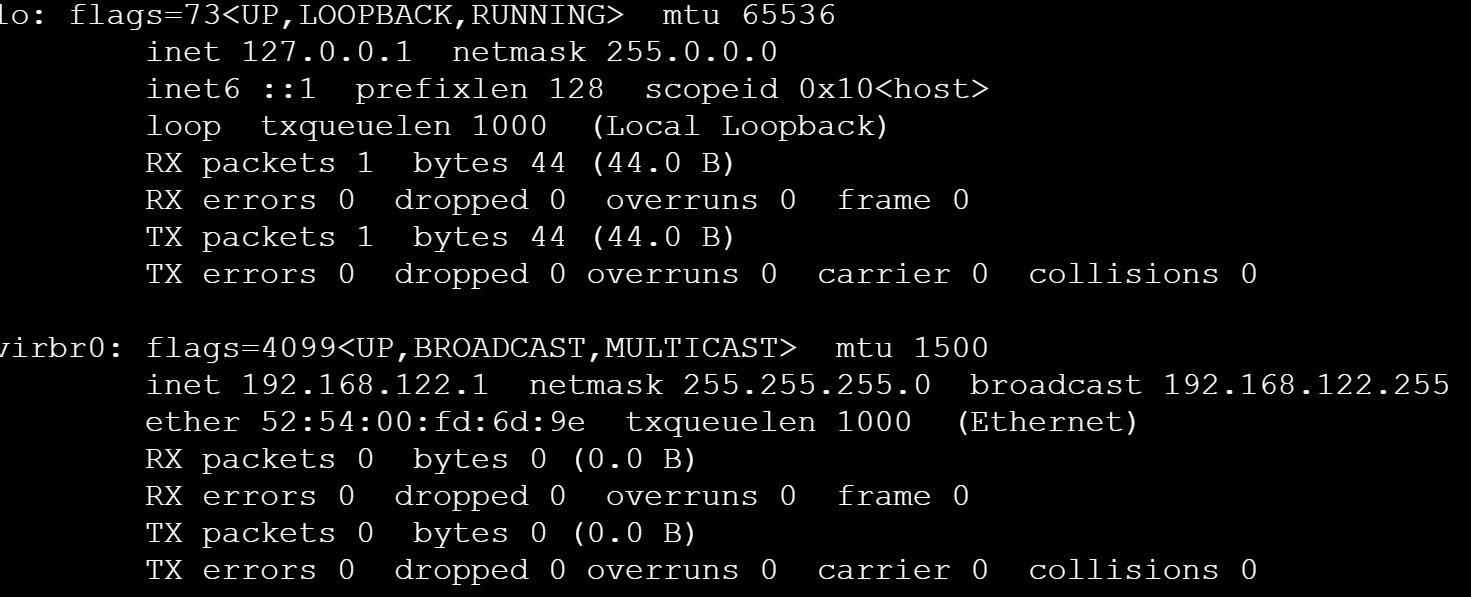 lo: flags=73<UP,LOOPBACK,RUNNING>  mtu 65536
        inet 127.0.0.1  netmask 255.0.0.0
        inet6 ::1  prefixlen 128  scopeid 0x10<host>
        loop  txqueuelen 1000  (Local Loopback)
        RX packets 1  bytes 44 (44.0 B)
        RX errors 0  dropped 0  overruns 0  frame 0
        TX packets 1  bytes 44 (44.0 B)
        TX errors 0  dropped 0 overruns 0  carrier 0  collisions 0

virbr0: flags=4099<UP,BROADCAST,MULTICAST>  mtu 1500
        inet 192.168.122.1  netmask 255.255.255.0  broadcast 192.168.122.255
        ether 52:54:00:fd:6d:9e  txqueuelen 1000  (Ethernet)
        RX packets 0  bytes 0 (0.0 B)
        RX errors 0  dropped 0  overruns 0  frame 0
        TX packets 0  bytes 0 (0.0 B)
        TX errors 0  dropped 0 overruns 0  carrier 0  collisions 0